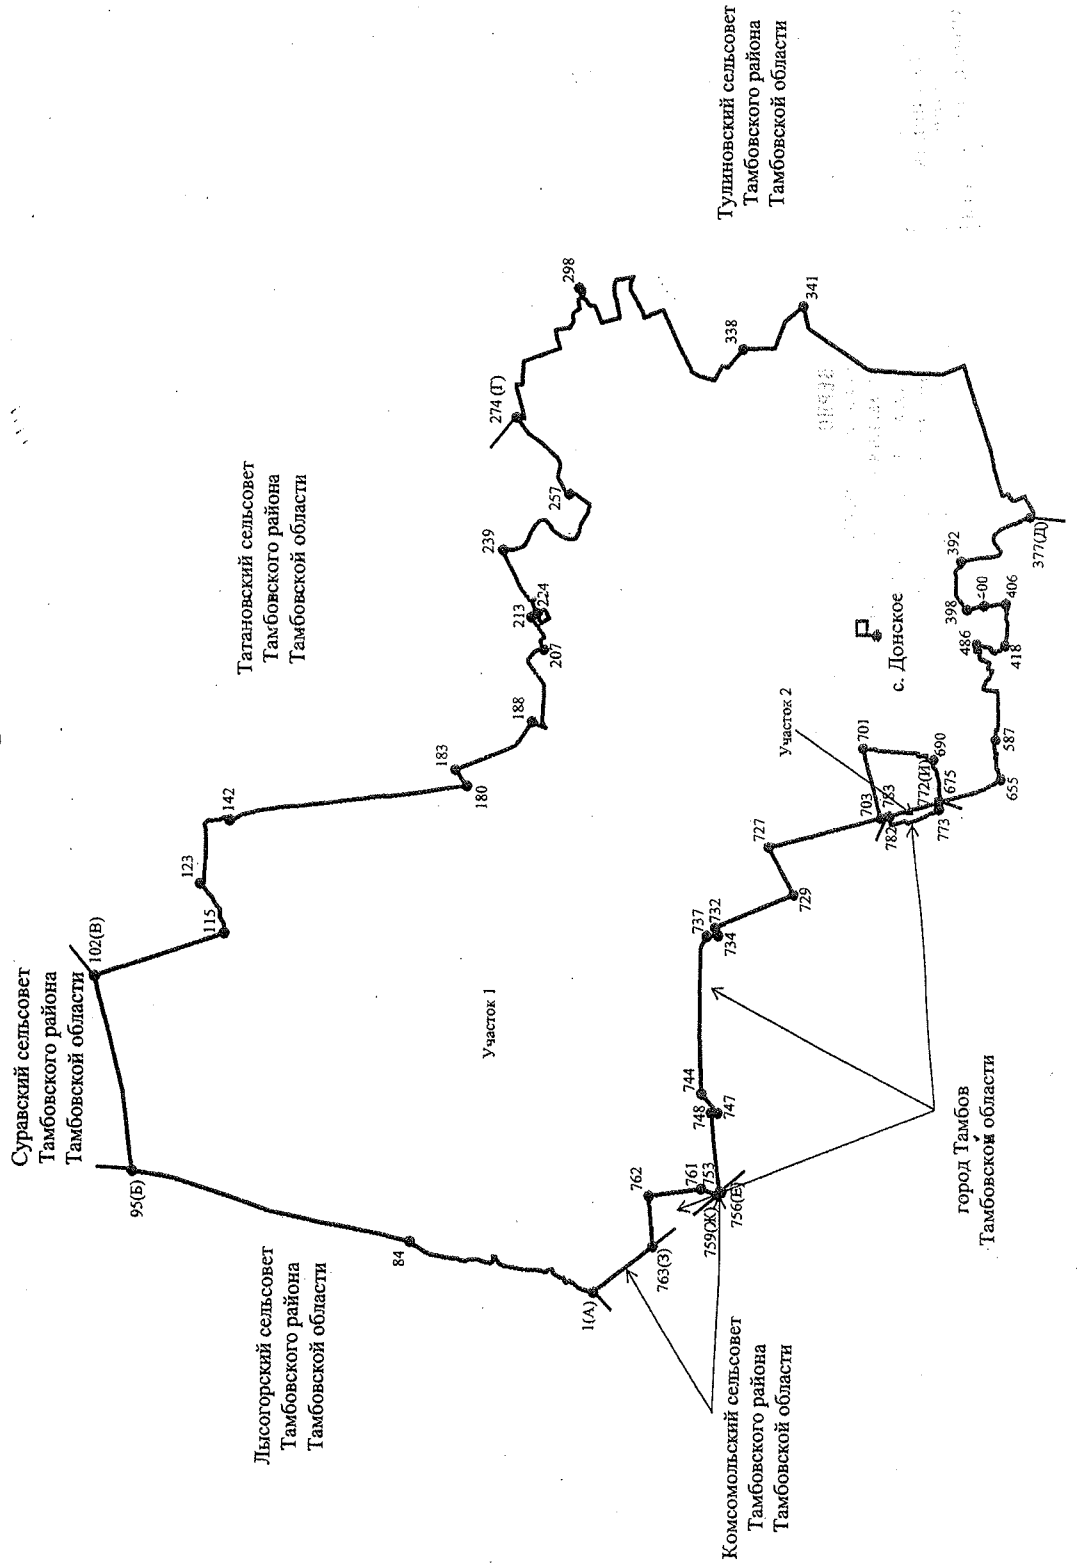 Суравский сельсовет
Тамбовского района
Тамбовской области
Татановский сельсовет
Тамбовского района
Тамбовской области
Тулиновский сельсовет
Тамбовского района
Тамбовской области
Лысогорский сельсовет
Тамбовского района
Тамбовской области
Комсомольский сельсовет
Тамбовского района
Тамбовской области
город Тамбов
Тамбовской области
Участок 1
Участок 2
с. Донское
1(А)
84
95(Б)
102(В)
115
123
142
180
183
188
207
213
224
239
257
274 (Г)
298
338
341
377(Д)
392
398
00
406
418
486
587
655
675
690
701
703
727
729
732
734
737
744
747
748
753
756(Е)
759(Ж)
761
762
763(З)
772(И)
773
782
783